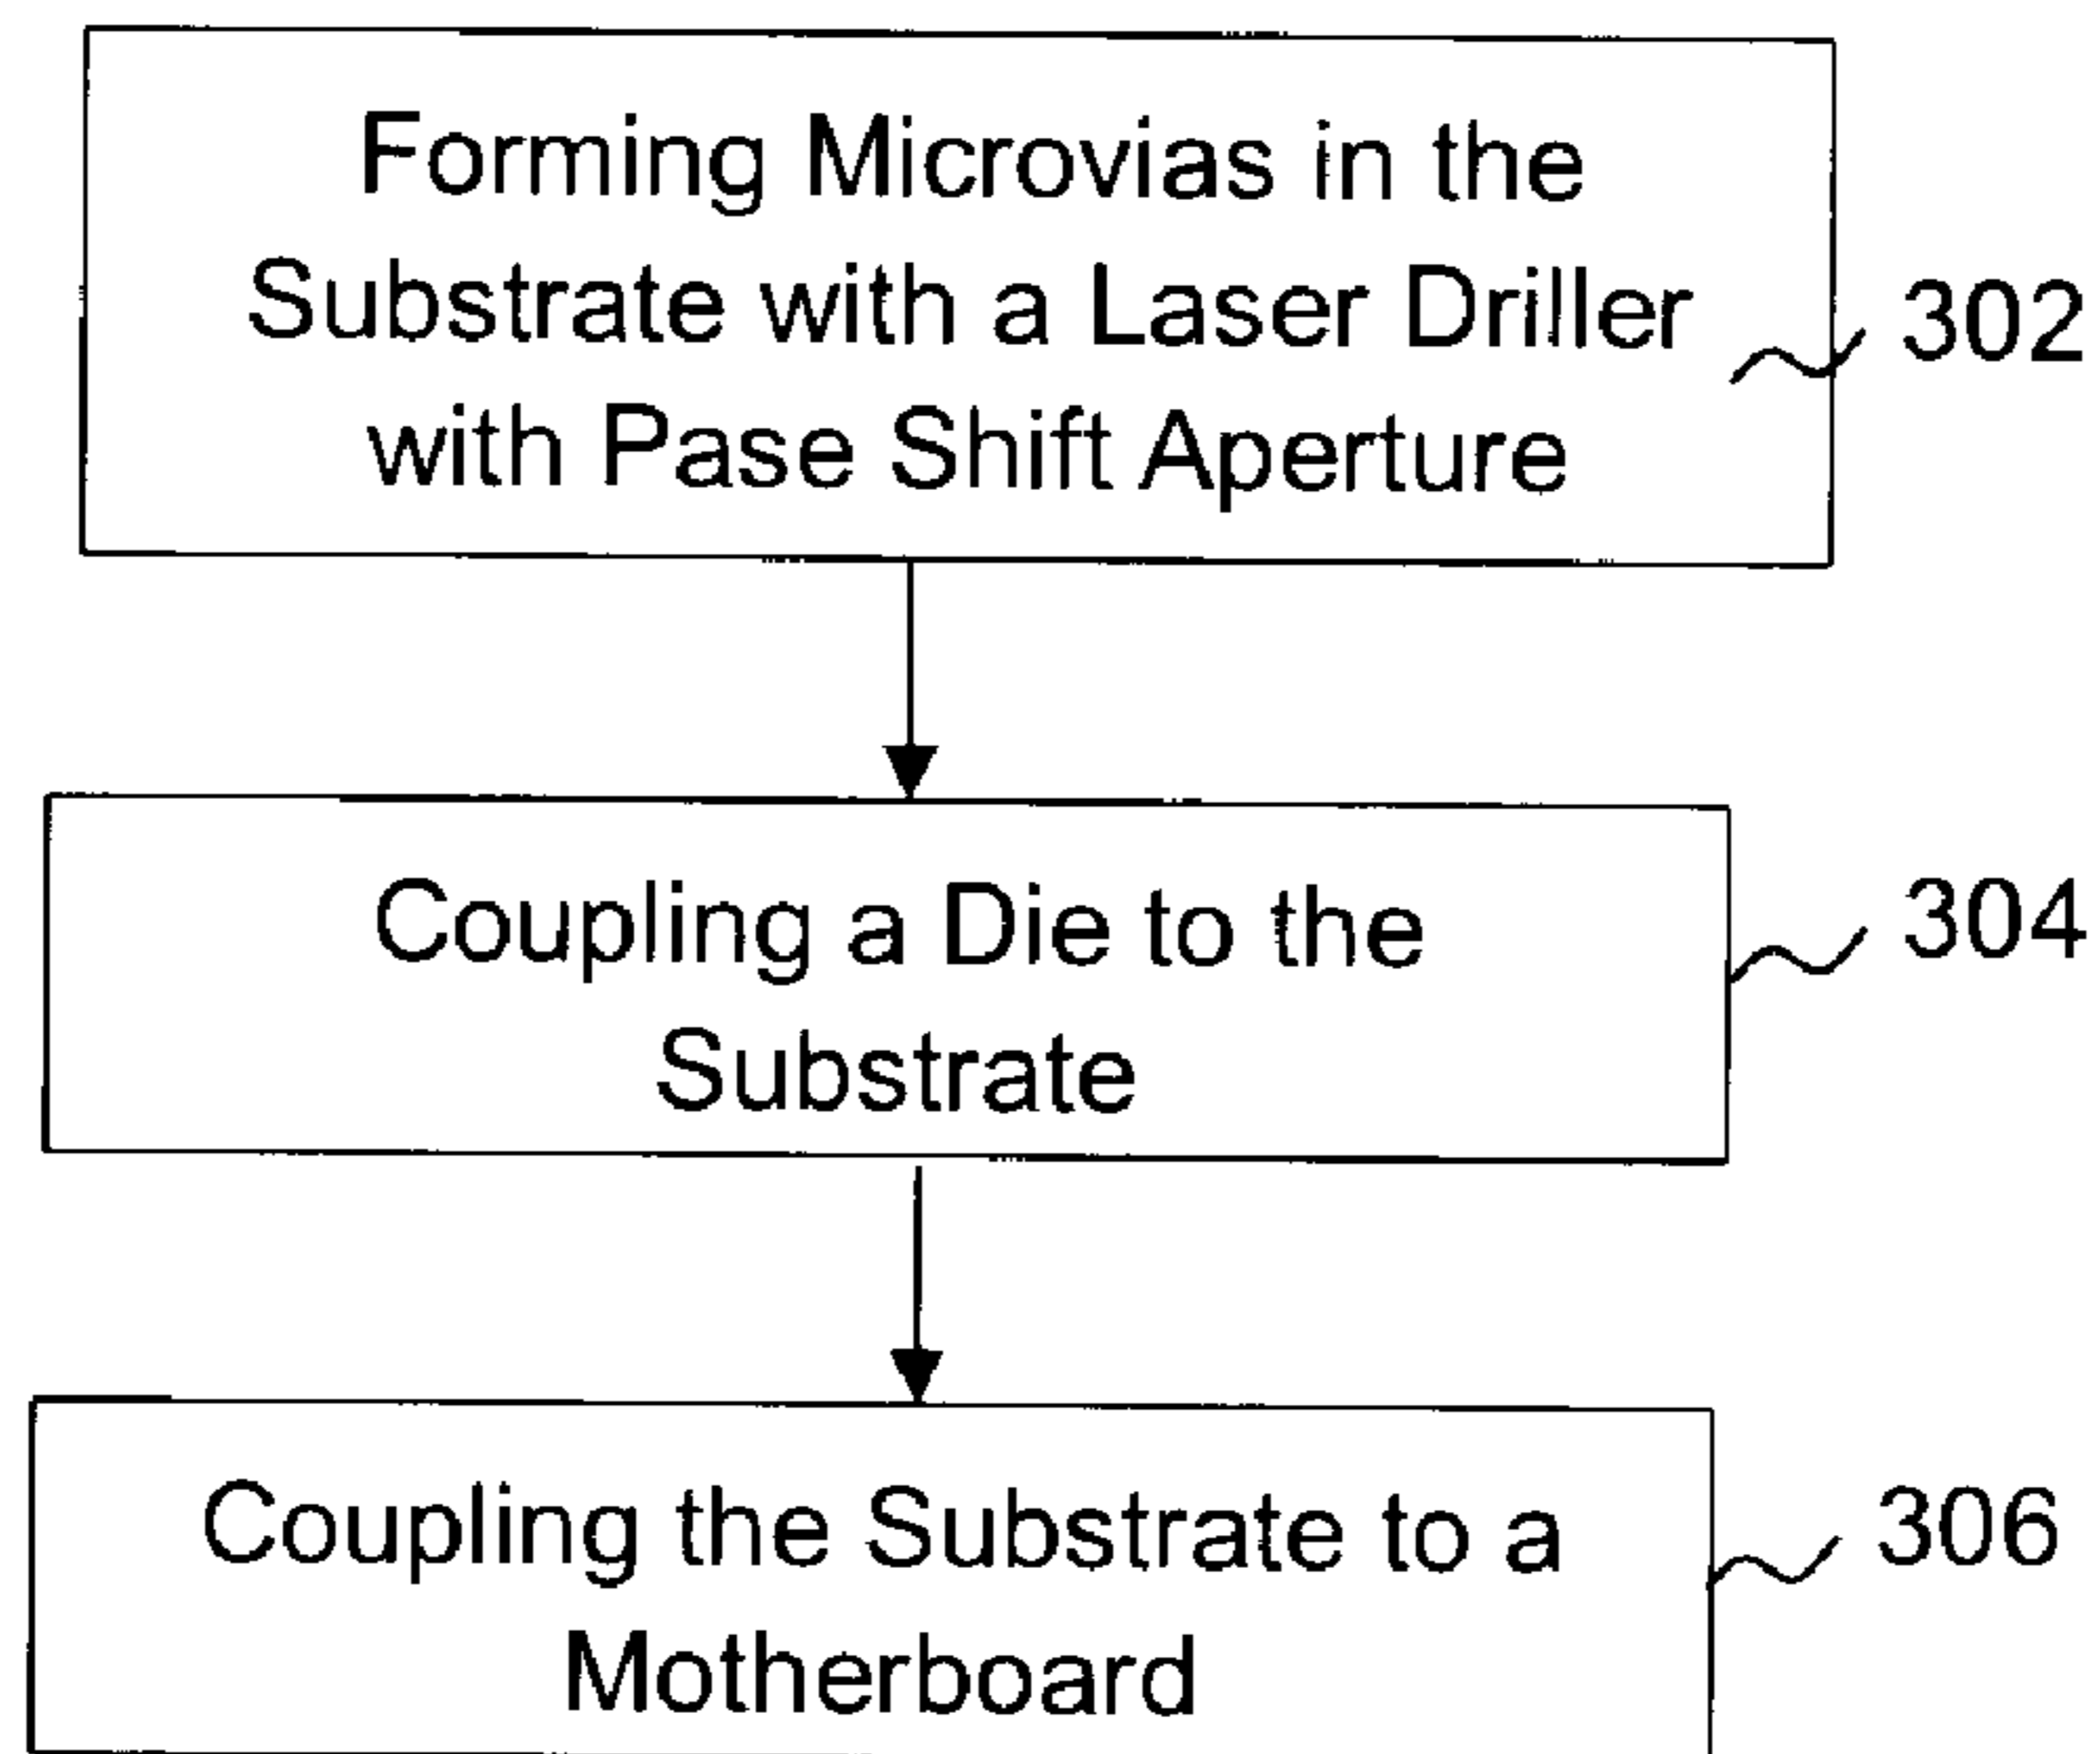 Forming Microvias in the
Substrate with a Laser Driller
with Pase Shift Aperture
302
Coupling a Die to the
Substrate
304
Coupling the Substrate to a
Motherboard
306